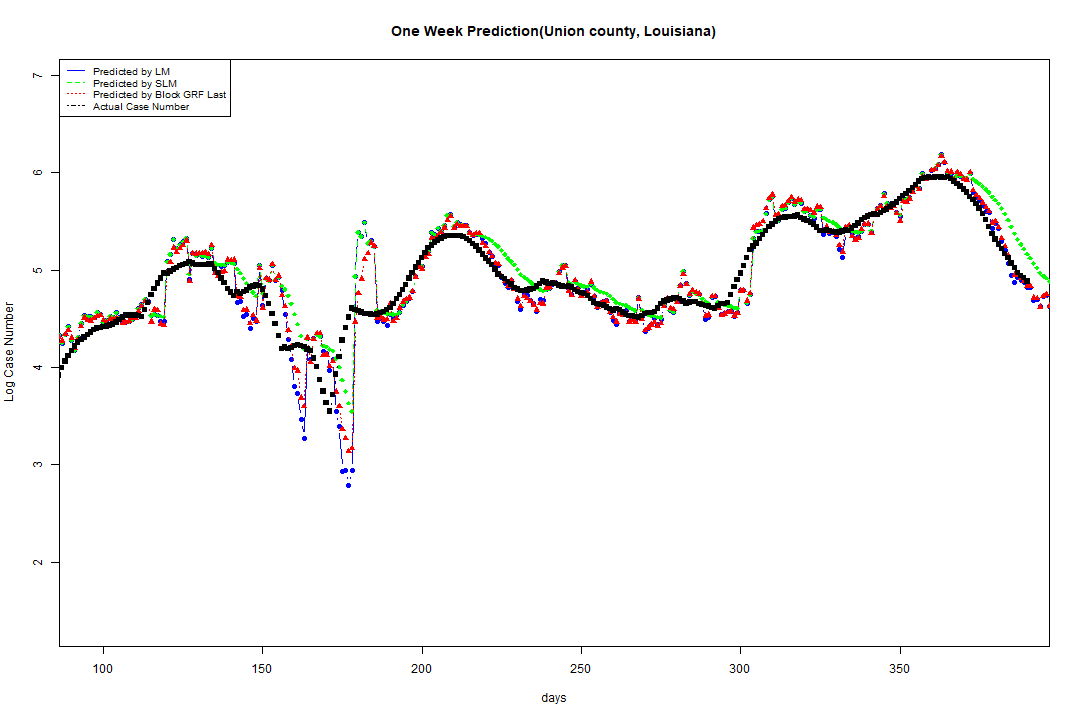 One Week Prediction(Union county, Louisiana)
Predicted by LM
Predicted by SLM
Predicted by Block GRF Last
Actual Case Number
7
6
5
4
3
2
Log Case Number
100 150 200 250 300 350
days